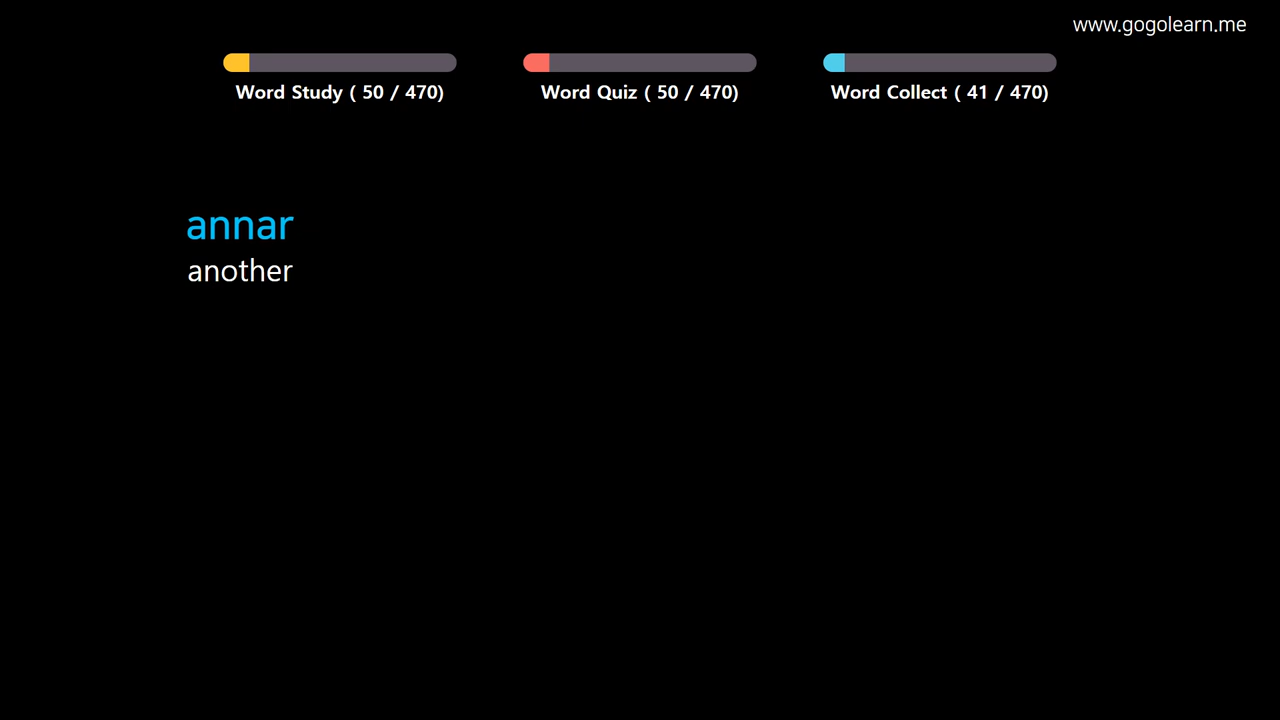 www.gogolearn.me
Word Study ( 50 / 470)
Word Quiz ( 50 / 470)
Word Collect ( 41 / 470)
annar
another